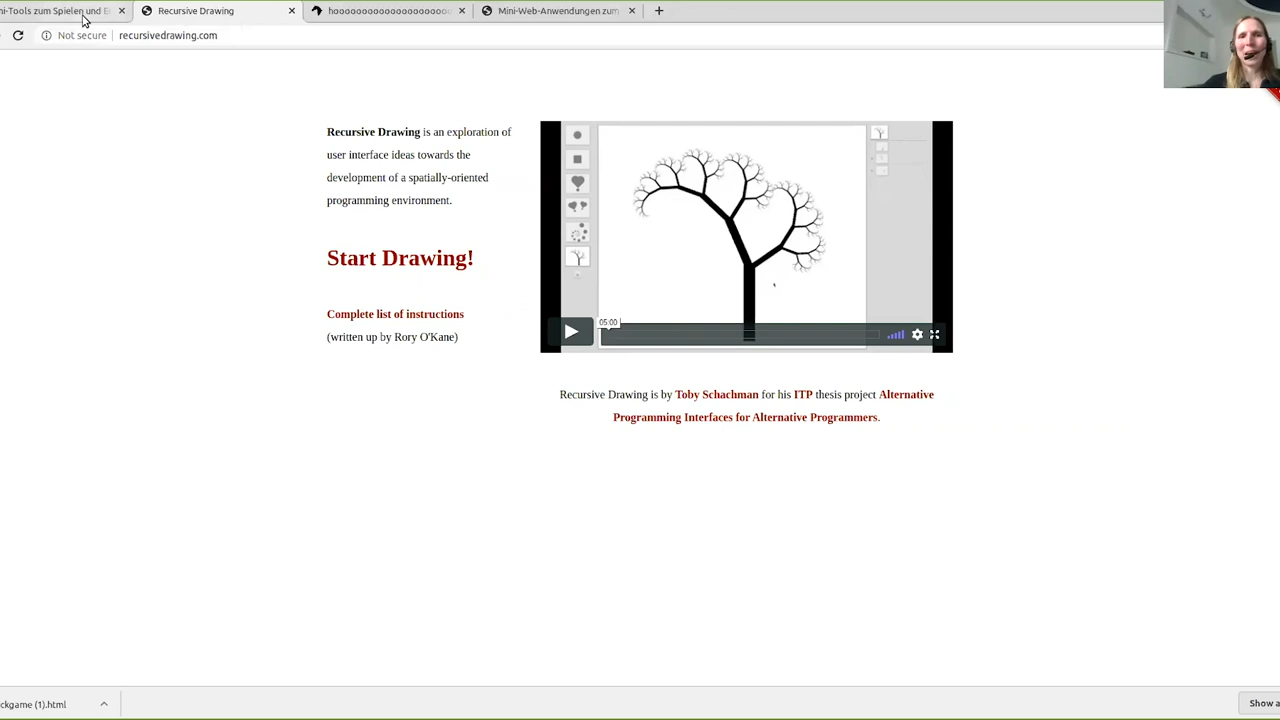 ni-Tools zum Spielen und E
Recursive Drawing
hooooooooooooooooooooo
Mini-Web-Anwendungen zum
Not secure
recursivedrawing.com
Recursive Drawing is an exploration of
user interface ideas towards the
development of a spatially-oriented
programming environment.
Start Drawing!
Complete list of instructions
(written up by Rory O'Kane)
05:00
Recursive Drawing is by Toby Schachman for his ITP thesis project Alternative
Programming Interfaces for Alternative Programmers.
ckgame (1).html
Show a